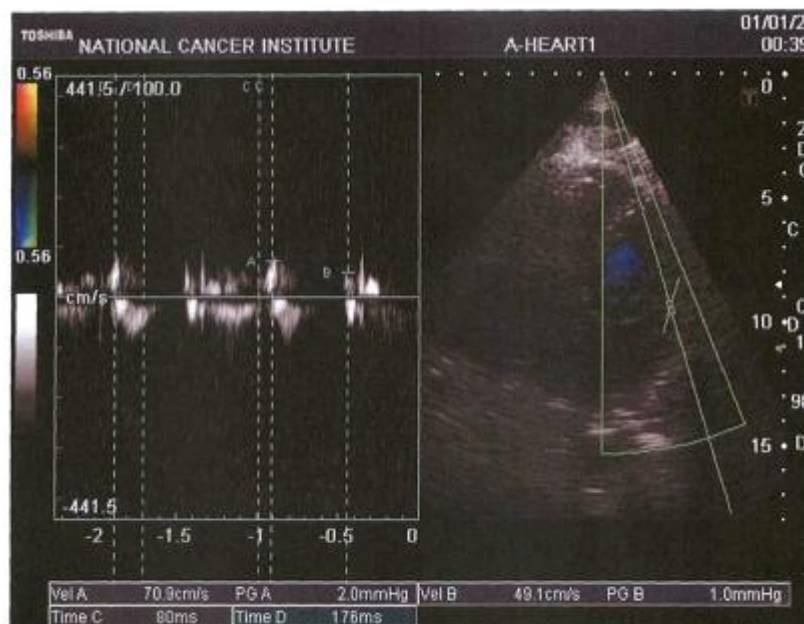 01/01/2
TOSHIBA NATIONAL CANCER INSTITUTE A-HEART1 00:39
0.56
441.5 / 100.0
0.56
cm/s
-441.5
-2 -1.5 -1 -0.5 0
A
B
0
5
C
10
D
15
Vel A 70.9cm/s PG A 2.0mmHg Vel B 49.1cm/s PG B 1.0mmHg
Time C 80ms Time D 176ms